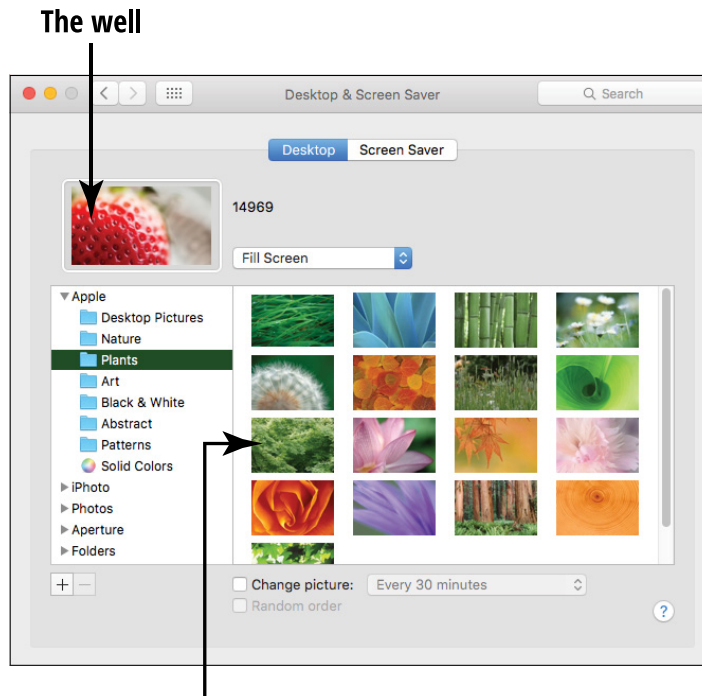 The well
Desktop & Screen Saver
Search
Desktop
Screen Saver
14969
Fill Screen
Apple
Desktop Pictures
Nature
Plants
Art
Black & White
Abstract
Patterns
Solid Colors
iPhoto
Photos
Aperture
Folders
+ −
Change picture: Every 30 minutes
Random order
?